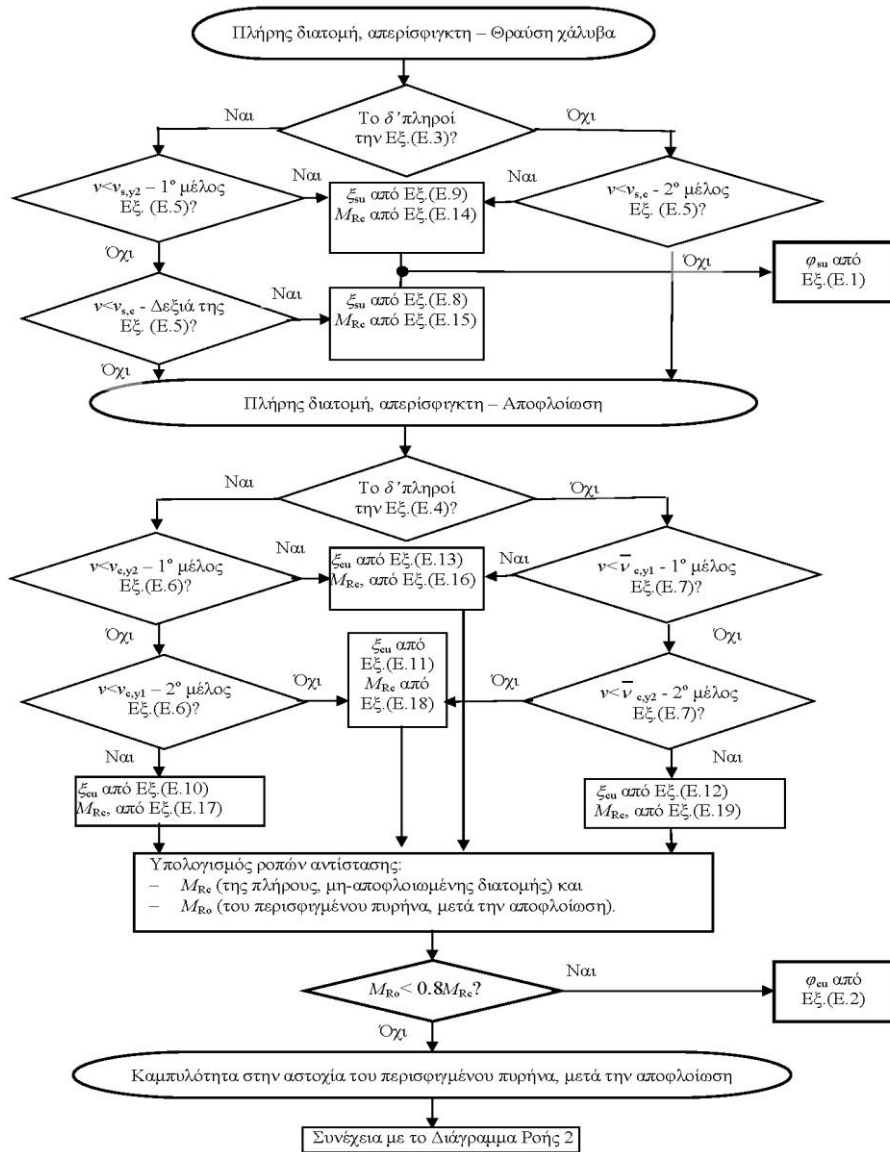 Πλήρης διατομή, απερίσφιγκτη – Θραύση χάλυβα
Ναι
Όχι
Το δ’πληροί
την Εξ.(Ε.3)?
ν<νs,y2 – 1º μέλος
Εξ. (Ε.5)?
Ναι
ξsu από Εξ.(Ε.9)
MRc από Εξ.(Ε.14)
Ναι
ν<νs,c - 2º μέλος
Εξ. (Ε.5)?
Όχι
Όχι
φsu από
Εξ.(Ε.1)
ν<νs,c - Δεξιά της
Εξ. (Ε.5)?
Ναι
ξsu από Εξ.(Ε.8)
MRc από Εξ.(Ε.15)
Όχι
Πλήρης διατομή, απερίσφιγκτη – Αποφλοίωση
Ναι
Όχι
Το δ’πληροί
την Εξ.(Ε.4)?
ν<νc,y2 – 1º μέλος
Εξ.(Ε.6)?
Ναι
ξcu από Εξ.(Ε.13)
MRc, από Εξ.(Ε.16)
Ναι
ν<ν̅ c,y1 - 1º μέλος
Εξ.(Ε.7)?
Όχι
Όχι
ν<νc,y1 – 2º μέλος
Εξ.(Ε.6)?
Όχι
ξcu από
Εξ.(Ε.11)
MRc από
Εξ.(Ε.18)
Όχι
ν<ν̅ c,y2 - 2º μέλος
Εξ.(Ε.7)?
Ναι
Ναι
ξcu από Εξ.(Ε.10)
MRc, από Εξ.(Ε.17)
ξcu από Εξ.(Ε.12)
MRc, από Εξ.(Ε.19)
Υπολογισμός ροπών αντίστασης:
– MRc (της πλήρους, μη-αποφλοιωμένης διατομής) και
– MRo (του περισφιγμένου πυρήνα, μετά την αποφλοίωση).
MRo< 0.8MRc?
Ναι
φcu από
Εξ.(Ε.2)
Όχι
Καμπυλότητα στην αστοχία του περισφιγμένου πυρήνα, μετά την αποφλοίωση
Συνέχεια με το Διάγραμμα Ροής 2